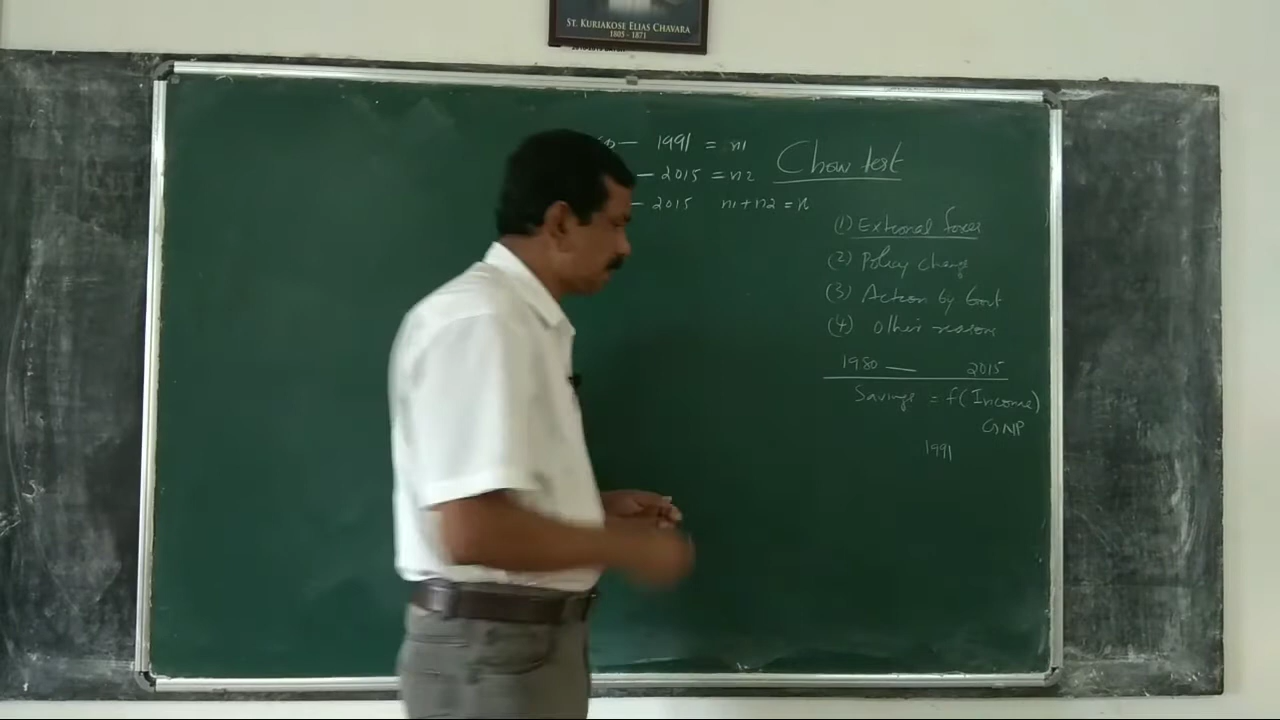 ST. KURIAKOSE ELIAS CHAVARA
1805 - 1871
— 1991 = n1
— 2015 = n2
— 2015 n1+n2 = n
Chow test
(1) External forces
(2) Policy change
(3) Action by Govt
(4) Other reasons
1980 — 2015
Savings = f(Income)
GNP
1991